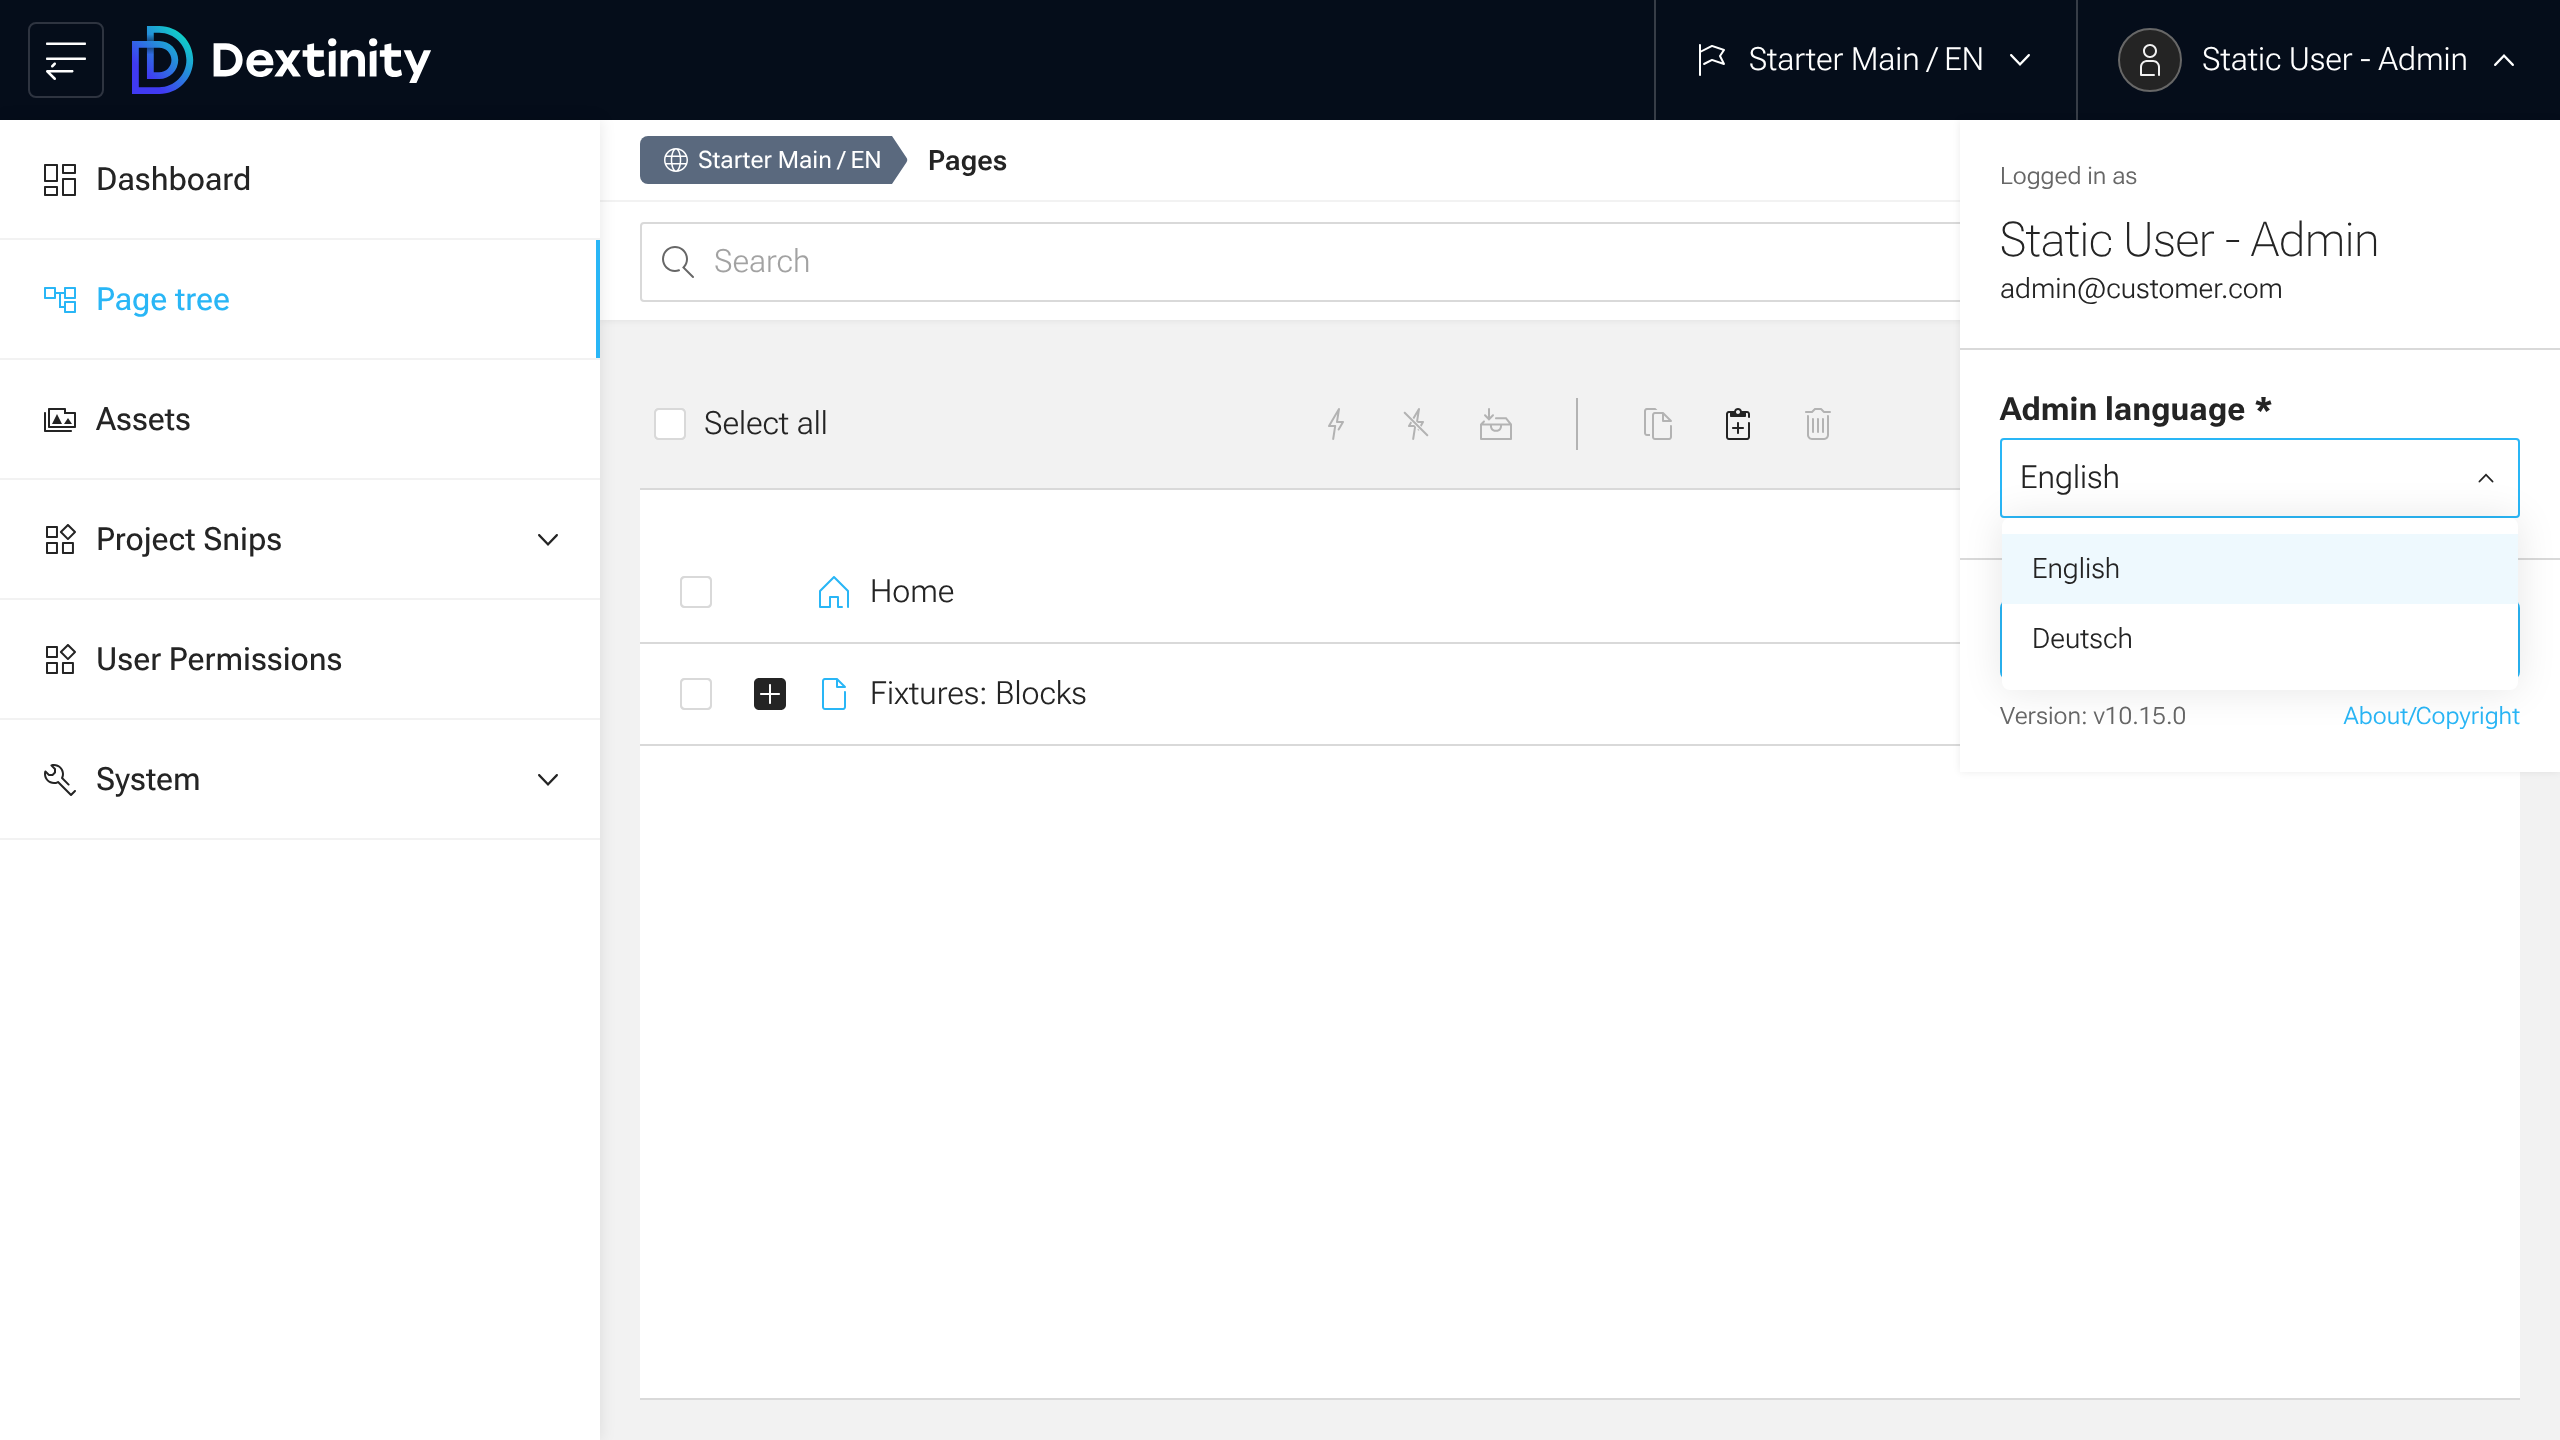 Dextinity
Starter Main / EN
Static User - Admin
Dashboard
Page tree
Assets
Project Snips
User Permissions
System
Starter Main / EN
Pages
Search
Select all
Home
Fixtures: Blocks
Logged in as
Static User - Admin
admin@customer.com
Admin language *
English
English
Deutsch
Version: v10.15.0
About/Copyright